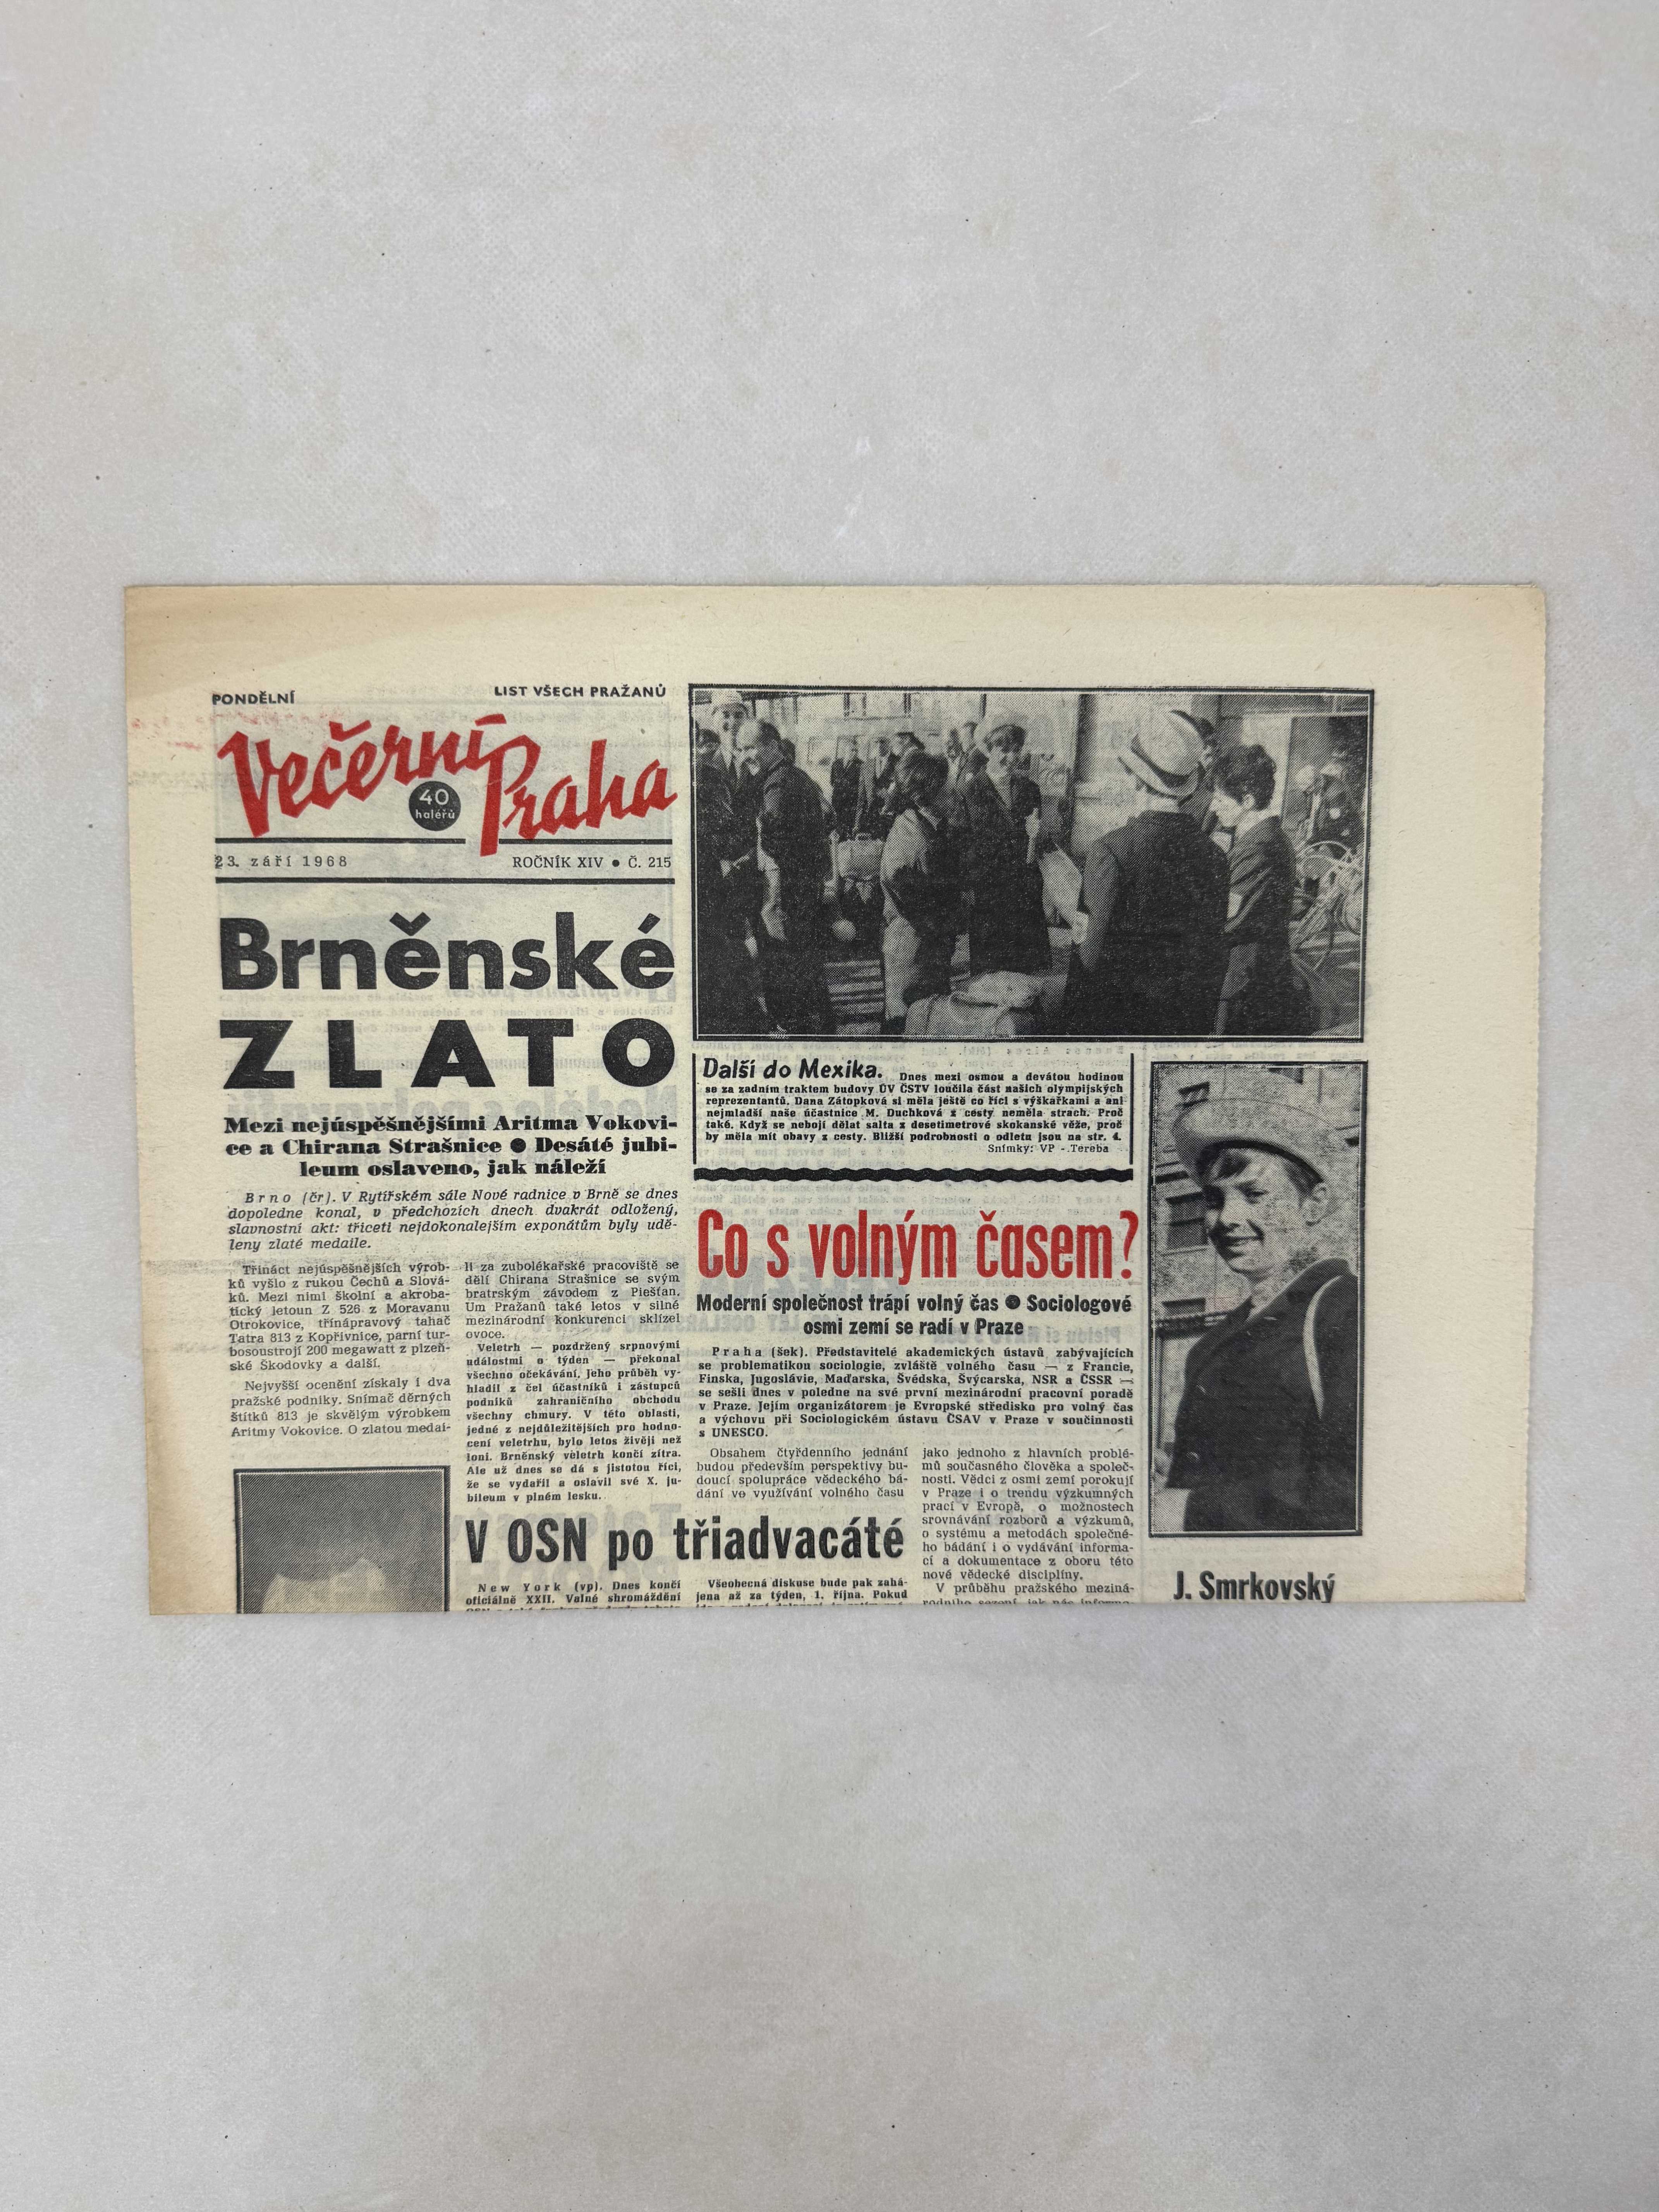 PONDĚLNÍ
LIST VŠECH PRAŽANŮ
Večerní Praha
40
haléřů
23. září 1968
ROČNÍK XIV ● Č. 215
Brněnské
ZLATO
Mezi nejúspěšnějšími Aritma Vokovi-
ce a Chirana Strašnice ● Desáté jubi-
leum oslaveno, jak náleží
Brno (čr). V Rytířském sále Nové radnice v Brně se dnes
dopoledne konal, v předchozích dnech dvakrát odložený,
slavnostní akt: třiceti nejdokonalejším exponátům byly udě-
leny zlaté medaile.
Třináct nejúspěšnějších výrob-
ků vyšlo z rukou Čechů a Slová-
ků. Mezi nimi školní a akroba-
tický letoun Z 526 z Moravanu
Otrokovice, třínápravový tahač
Tatra 813 z Kopřivnice, parní tur-
bosoustrojí 200 megawatt z plzeň-
ské Škodovky a další.
Nejvyšší ocenění získaly i dva
pražské podniky. Snímač děrných
štítků 813 je skvělým výrobkem
Aritmy Vokovice. O zlatou medai-
li za zubolékařské pracoviště se
dělí Chirana Strašnice se svým
bratrským závodem z Piešťan.
Um Pražanů také letos v silné
mezinárodní konkurenci sklízel
ovoce.
Veletrh — pozdržený srpnovými
událostmi o týden — překonal
všechno očekávání. Jeho průběh vy-
hladil z čel účastníků i zástupců
podniků zahraničního obchodu
všechny chmury. V této oblasti,
jedné z nejdůležitějších pro hodno-
cení veletrhu, bylo letos živěji než
loni. Brněnský veletrh končí zítra.
Ale už dnes se dá s jistotou říci,
že se vydařil a oslavil své X. ju-
bileum v plném lesku.
Další do Mexika. Dnes mezi osmou a devátou hodinou
se za zadním traktem budovy ÚV ČSTV loučila část našich olympijských
reprezentantů. Dana Zátopková si měla ještě co říci s výškařkami a ani
nejmladší naše účastnice M. Duchková z cesty neměla strach. Proč
také. Když se nebojí dělat salta z desetimetrové skokanské věže, proč
by měla mít obavy z cesty. Bližší podrobnosti o odletu jsou na str. 4.
Snímky: VP - Tereba
Co s volným časem?
Moderní společnost trápí volný čas ● Sociologové
osmi zemí se radí v Praze
Praha (šek). Představitelé akademických ústavů zabývajících
se problematikou sociologie, zvláště volného času — z Francie,
Finska, Jugoslávie, Maďarska, Švédska, Švýcarska, NSR a ČSSR —
se sešli dnes v poledne na své první mezinárodní pracovní poradě
v Praze. Jejím organizátorem je Evropské středisko pro volný čas
a výchovu při Sociologickém ústavu ČSAV v Praze v součinnosti
s UNESCO.
Obsahem čtyřdenního jednání
budou především perspektivy bu-
doucí spolupráce vědeckého bá-
dání ve využívání volného času
jako jednoho z hlavních problé-
mů současného člověka a společ-
nosti. Vědci z osmi zemí porokují
v Praze i o trendu výzkumných
prací v Evropě, o možnostech
srovnávání rozborů a výzkumů,
o systému a metodách společné-
ho bádání i o vydávání informa-
cí a dokumentace z oboru této
nové vědecké disciplíny.
V průběhu pražského meziná-
rodního sezení, jak nás informo-
V OSN po třiadvacáté
New York (vp). Dnes končí
oficiálně XXII. Valné shromáždění
Všeobecná diskuse bude pak zahá-
jena až za týden, 1. října. Pokud
J. Smrkovský